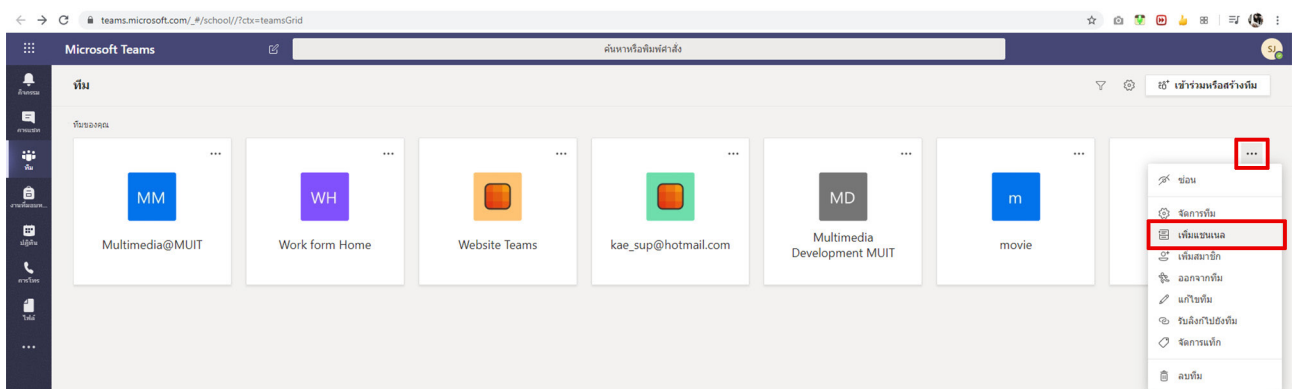 teams.microsoft.com/_#/school//?ctx=teamsGrid
Microsoft Teams
ค้นหาหรือพิมพ์คำสั่ง
SJ
กิจกรรม
การแชท
ทีม
งานที่มอบห...
ปฏิทิน
การโทร
ไฟล์
...
ทีม
เข้าร่วมหรือสร้างทีม
ทีมของคุณ
MM
Multimedia@MUIT
WH
Work form Home
Website Teams
kae_sup@hotmail.com
MD
Multimedia
Development MUIT
m
movie
ซ่อน
จัดการทีม
เพิ่มแชนเนล
เพิ่มสมาชิก
ออกจากทีม
แก้ไขทีม
รับลิงก์ไปยังทีม
จัดการแท็ก
ลบทีม